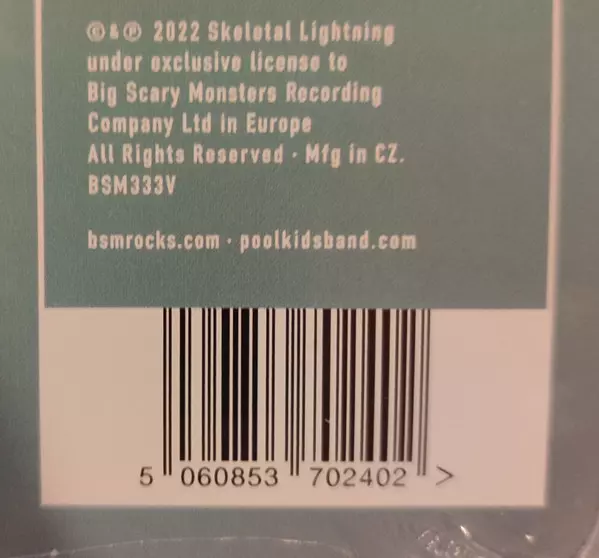 ©&℗ 2022 Skeletal Lightning
under exclusive license to
Big Scary Monsters Recording
Company Ltd in Europe
All Rights Reserved · Mfg in CZ.
BSM333V
bsmrocks.com · poolkidsband.com
5 060853 702402 >